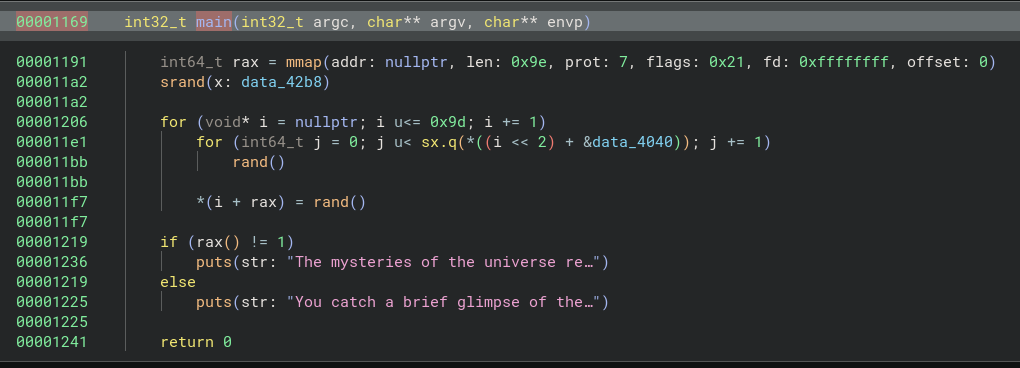 00001169 int32_t main(int32_t argc, char** argv, char** envp)
00001191 int64_t rax = mmap(addr: nullptr, len: 0x9e, prot: 7, flags: 0x21, fd: 0xffffffff, offset: 0)
000011a2 srand(x: data_42b8)
000011a2
00001206 for (void* i = nullptr; i u<= 0x9d; i += 1)
000011e1 for (int64_t j = 0; j u< sx.q(*((i << 2) + &data_4040)); j += 1)
000011bb rand()
000011bb
000011f7 *(i + rax) = rand()
000011f7
00001219 if (rax() != 1)
00001236 puts(str: "The mysteries of the universe re…")
00001219 else
00001225 puts(str: "You catch a brief glimpse of the…")
00001225
00001241 return 0